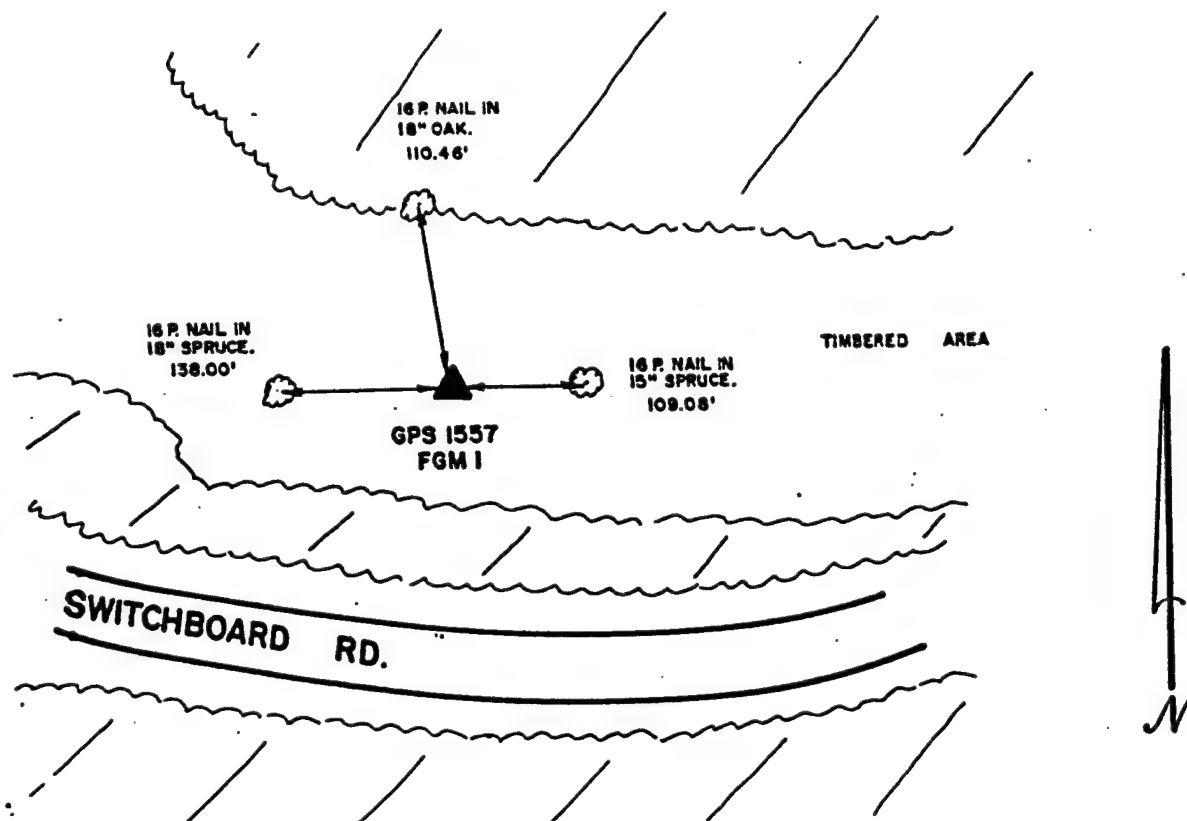 16 P. NAIL IN
18" OAK.
110.46'
16 P. NAIL IN
18" SPRUCE.
138.00'
TIMBERED AREA
16 P. NAIL IN
15" SPRUCE.
109.08'
GPS 1557
FGM 1
SWITCHBOARD RD.
N